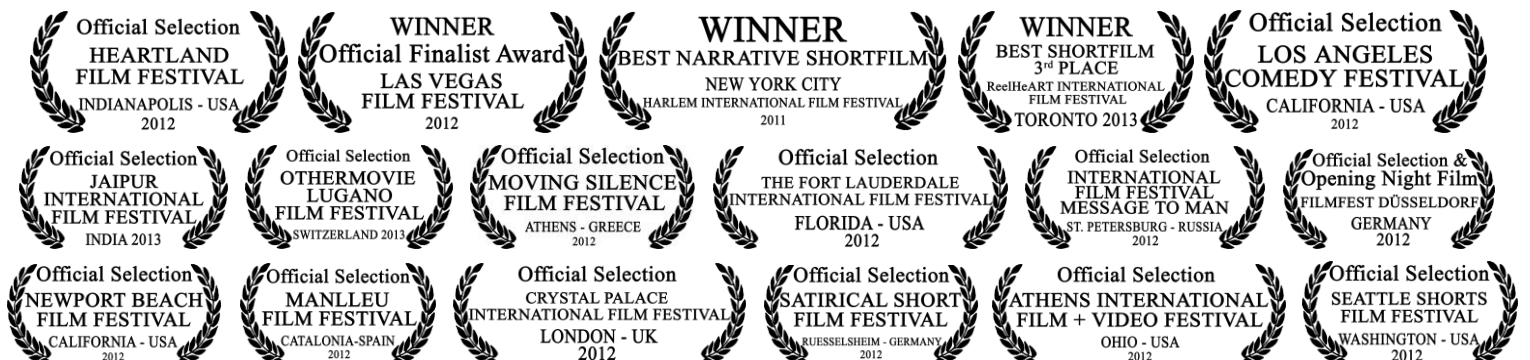 Official Selection
HEARTLAND
FILM FESTIVAL
INDIANAPOLIS - USA
2012
WINNER
Official Finalist Award
LAS VEGAS
FILM FESTIVAL
2012
WINNER
BEST NARRATIVE SHORTFILM
NEW YORK CITY
HARLEM INTERNATIONAL FILM FESTIVAL
2011
WINNER
BEST SHORTFILM
3rd PLACE
ReelHeART INTERNATIONAL
FILM FESTIVAL
TORONTO 2013
Official Selection
LOS ANGELES
COMEDY FESTIVAL
CALIFORNIA - USA
2012
Official Selection
JAIPUR
INTERNATIONAL
FILM FESTIVAL
INDIA 2013
Official Selection
OTHERMOVIE
LUGANO
FILM FESTIVAL
SWITZERLAND 2013
Official Selection
MOVING SILENCE
FILM FESTIVAL
ATHENS - GREECE
2012
Official Selection
THE FORT LAUDERDALE
INTERNATIONAL FILM FESTIVAL
FLORIDA - USA
2012
Official Selection
INTERNATIONAL
FILM FESTIVAL
MESSAGE TO MAN
ST. PETERSBURG - RUSSIA
2012
Official Selection &
Opening Night Film
FILMFEST DÜSSELDORF
GERMANY
2012
Official Selection
NEWPORT BEACH
FILM FESTIVAL
CALIFORNIA - USA
2012
Official Selection
MANLLEU
FILM FESTIVAL
CATALONIA-SPAIN
2012
Official Selection
CRYSTAL PALACE
INTERNATIONAL FILM FESTIVAL
LONDON - UK
2012
Official Selection
SATIRICAL SHORT
FILM FESTIVAL
RUESSELSHEIM - GERMANY
2012
Official Selection
ATHENS INTERNATIONAL
FILM + VIDEO FESTIVAL
OHIO - USA
2012
Official Selection
SEATTLE SHORTS
FILM FESTIVAL
WASHINGTON - USA
2012